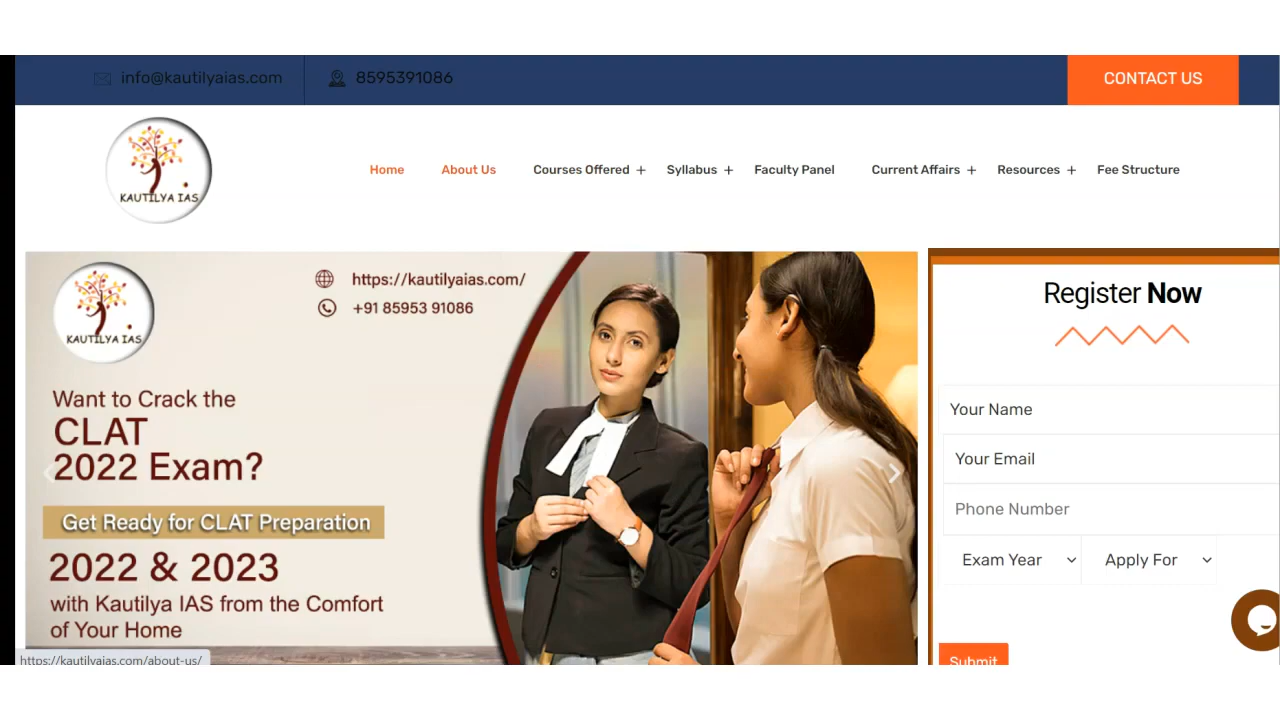 info@kautilyaias.com
8595391086
CONTACT US
KAUTILYA IAS
Home
About Us
Courses Offered +
Syllabus +
Faculty Panel
Current Affairs +
Resources +
Fee Structure
KAUTILYA IAS
https://kautilyaias.com/
+91 85953 91086
Want to Crack the
CLAT
2022 Exam?
Get Ready for CLAT Preparation
2022 & 2023
with Kautilya IAS from the Comfort
of Your Home
Register Now
Your Name
Your Email
Phone Number
Exam Year
Apply For
Submit
https://kautilyaias.com/about-us/